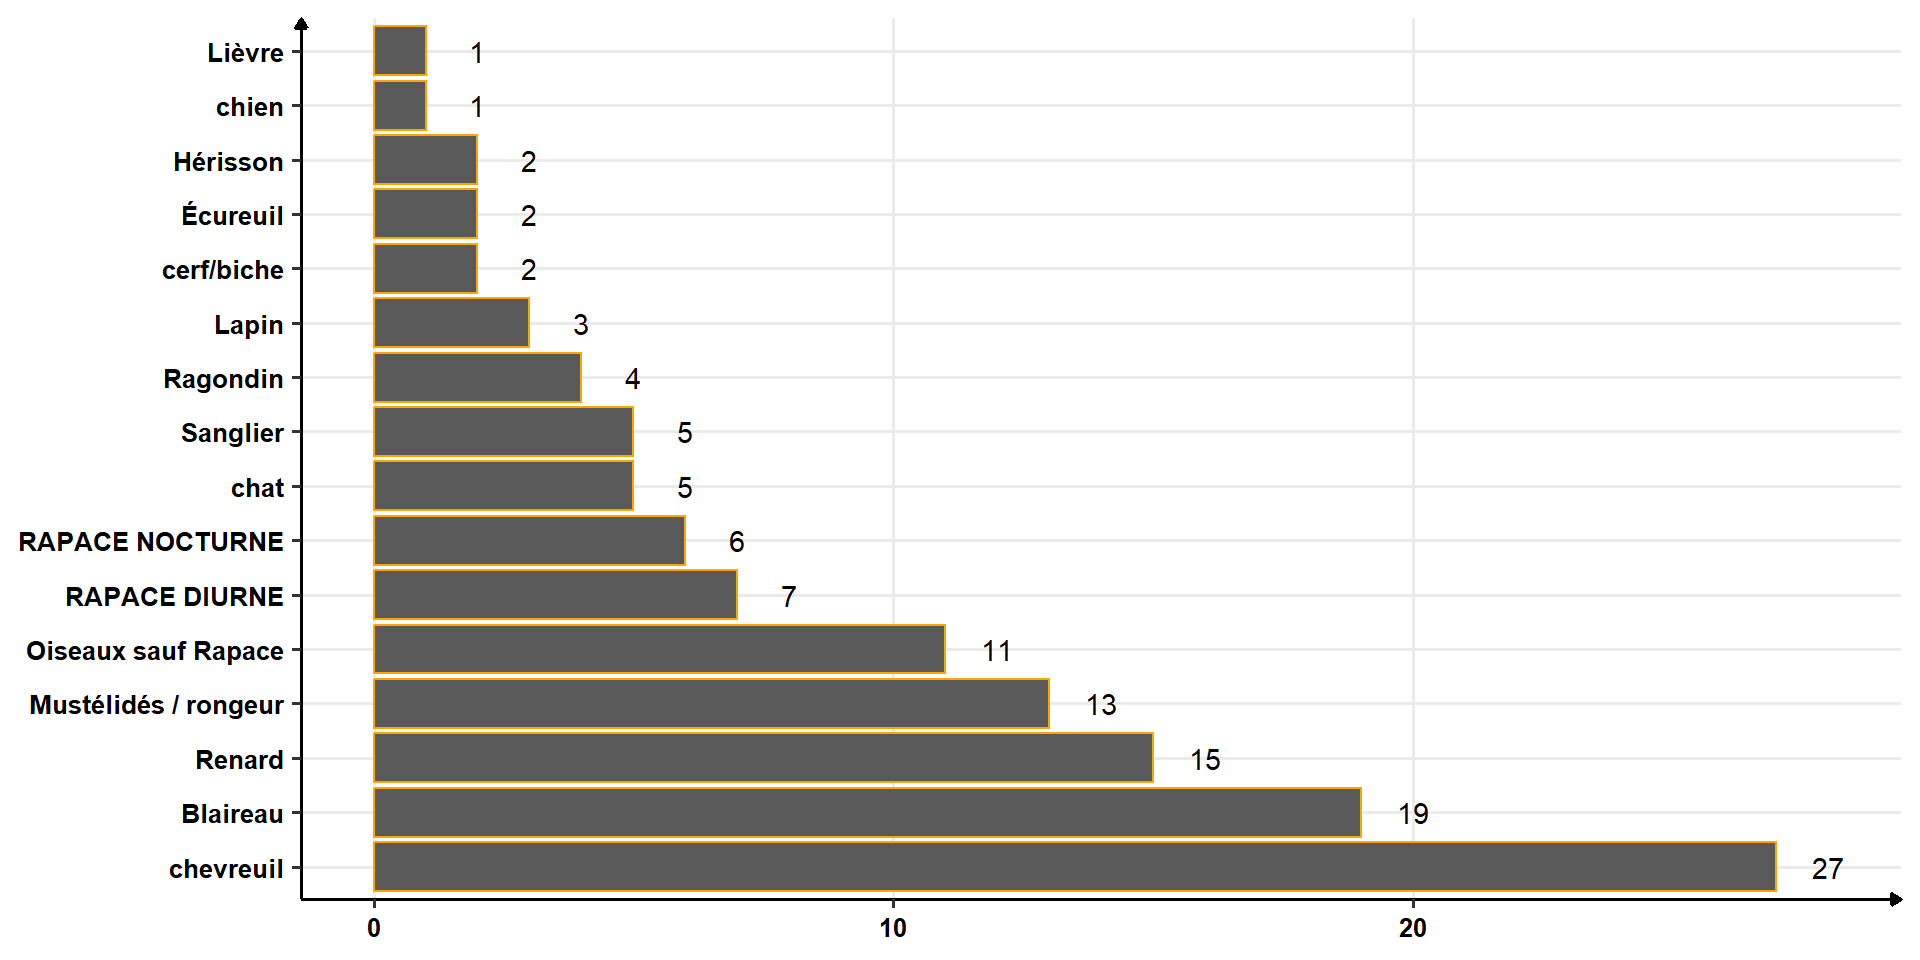 Lièvre 1
chien 1
Hérisson 2
Écureuil 2
cerf/biche 2
Lapin 3
Ragondin 4
Sanglier 5
chat 5
RAPACE NOCTURNE 6
RAPACE DIURNE 7
Oiseaux sauf Rapace 11
Mustélidés / rongeur 13
Renard 15
Blaireau 19
chevreuil 27
0 10 20